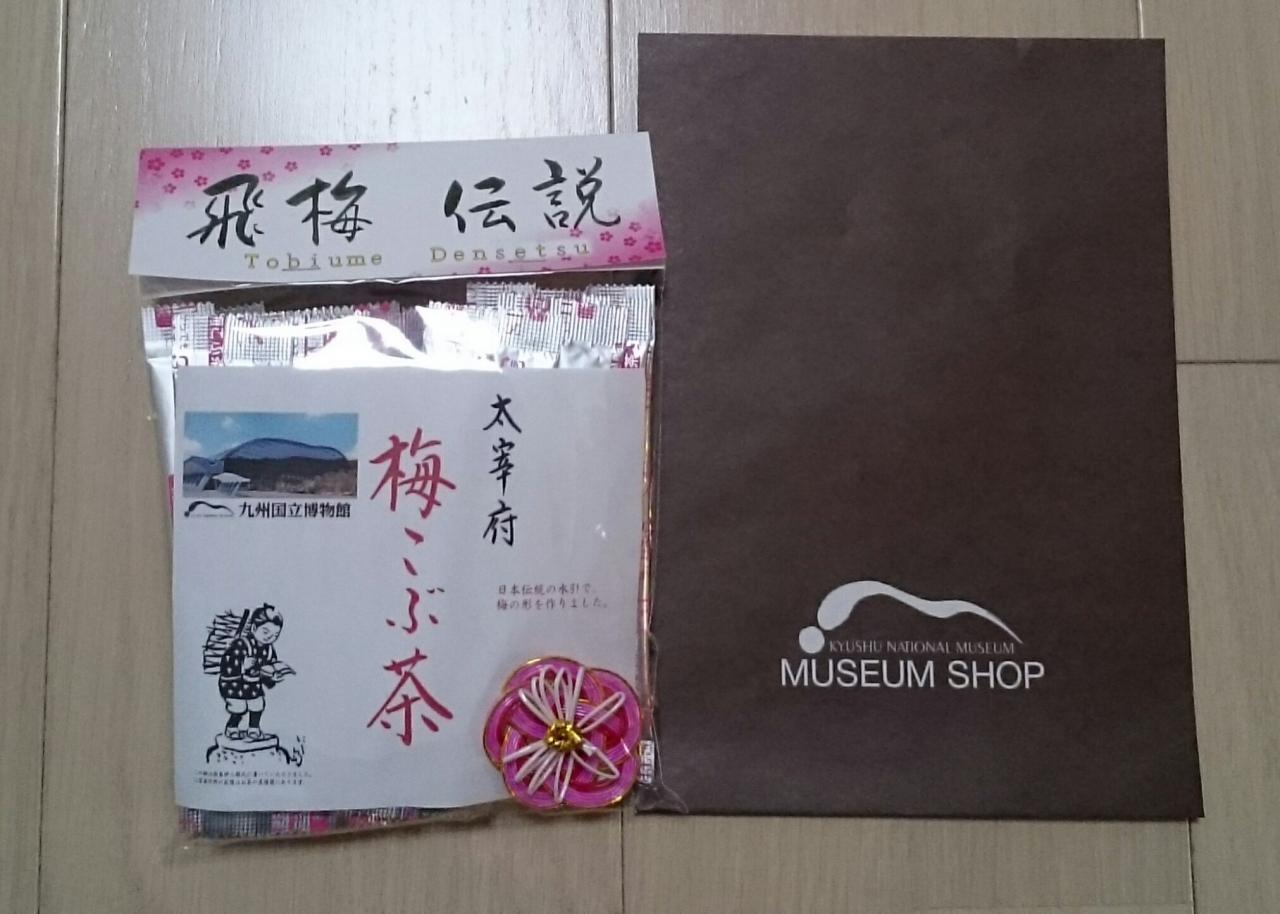 飛梅 伝説
Tobiume Densetsu
太宰府
梅こぶ茶
九州国立博物館
日本伝統の水引で、
梅の形を作りました。
KYUSHU NATIONAL MUSEUM
MUSEUM SHOP